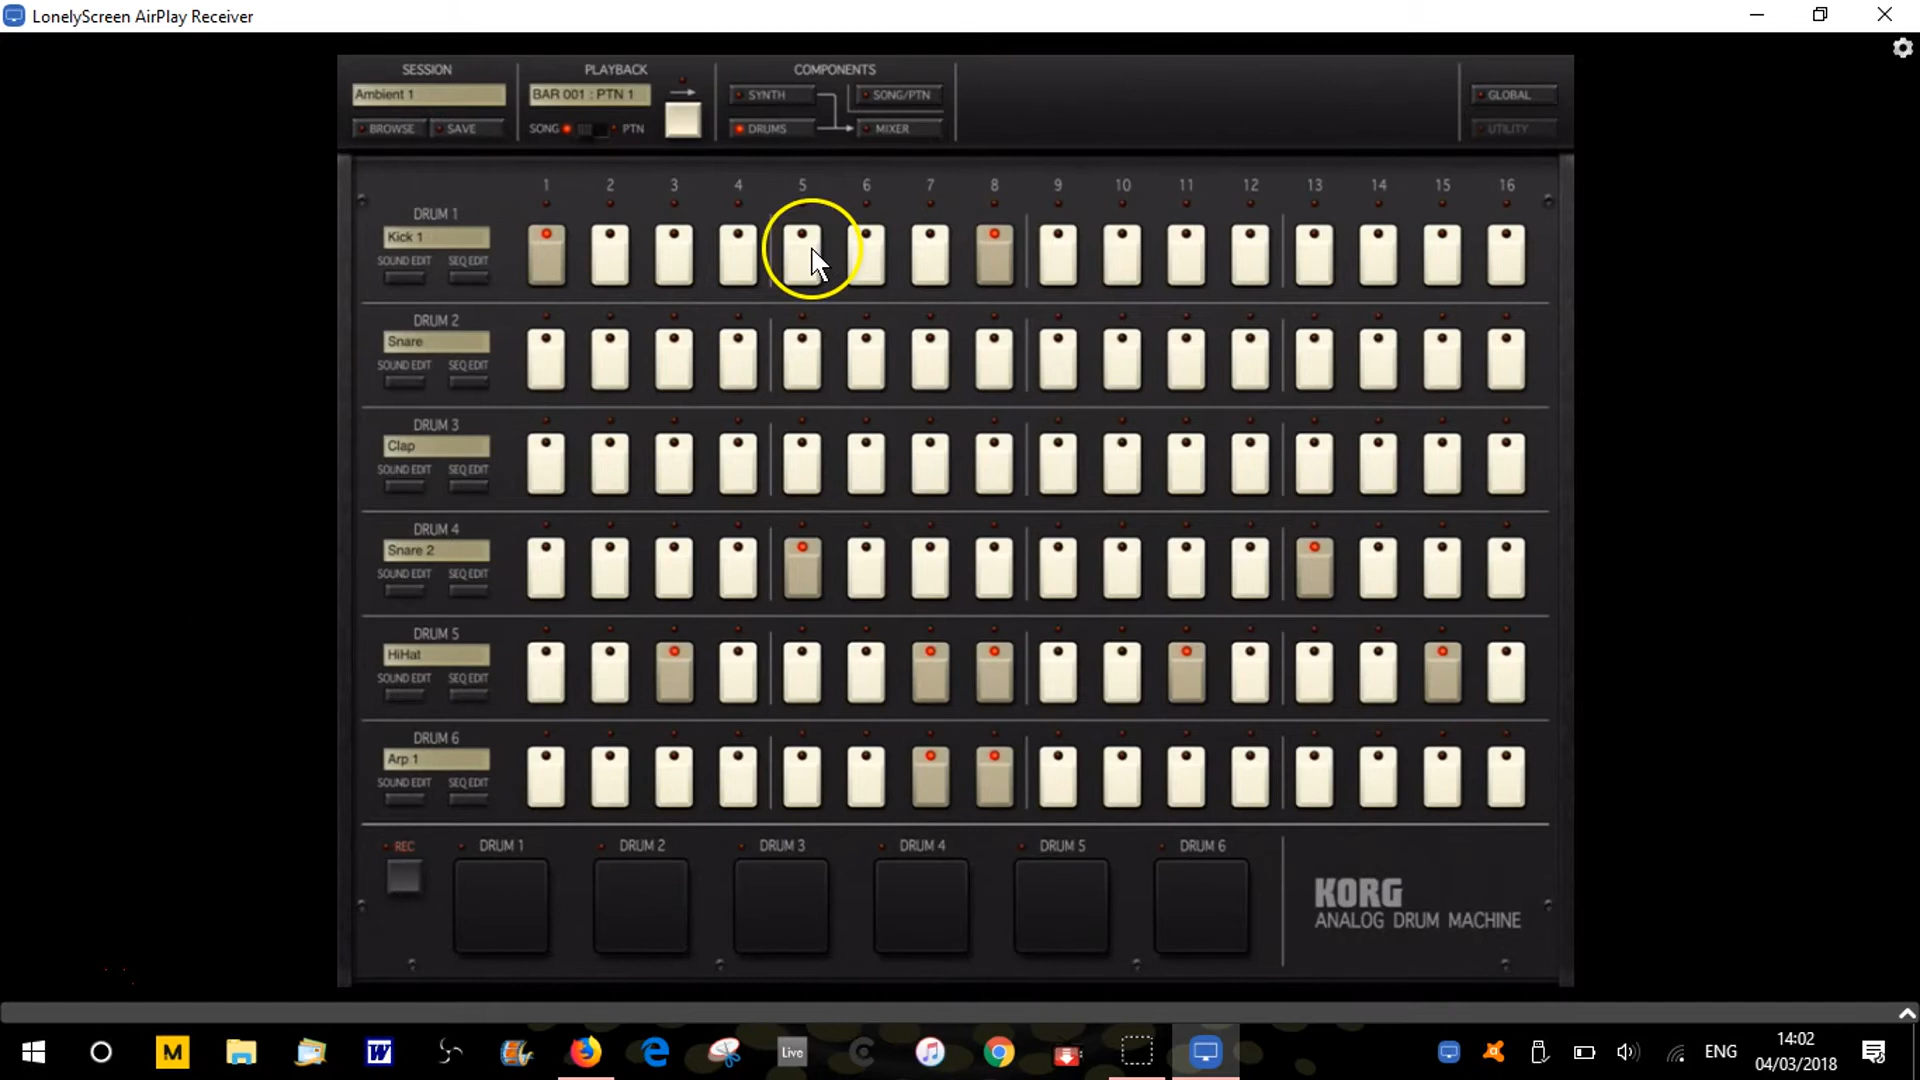 LonelyScreen AirPlay Receiver
SESSION PLAYBACK COMPONENTS
Ambient 1 BAR 001 : PTN 1 SYNTH SONG/PTN GLOBAL
BROWSE SAVE SONG PTN DRUMS MIXER UTILITY
1 2 3 4 5 6 7 8 9 10 11 12 13 14 15 16
DRUM 1
Kick 1
SOUND EDIT SEQ EDIT
DRUM 2
Snare
SOUND EDIT SEQ EDIT
DRUM 3
Clap
SOUND EDIT SEQ EDIT
DRUM 4
Snare 2
SOUND EDIT SEQ EDIT
DRUM 5
HiHat
SOUND EDIT SEQ EDIT
DRUM 6
Arp 1
SOUND EDIT SEQ EDIT
REC DRUM 1 DRUM 2 DRUM 3 DRUM 4 DRUM 5 DRUM 6
KORG
ANALOG DRUM MACHINE
M W Live ENG 14:02
04/03/2018